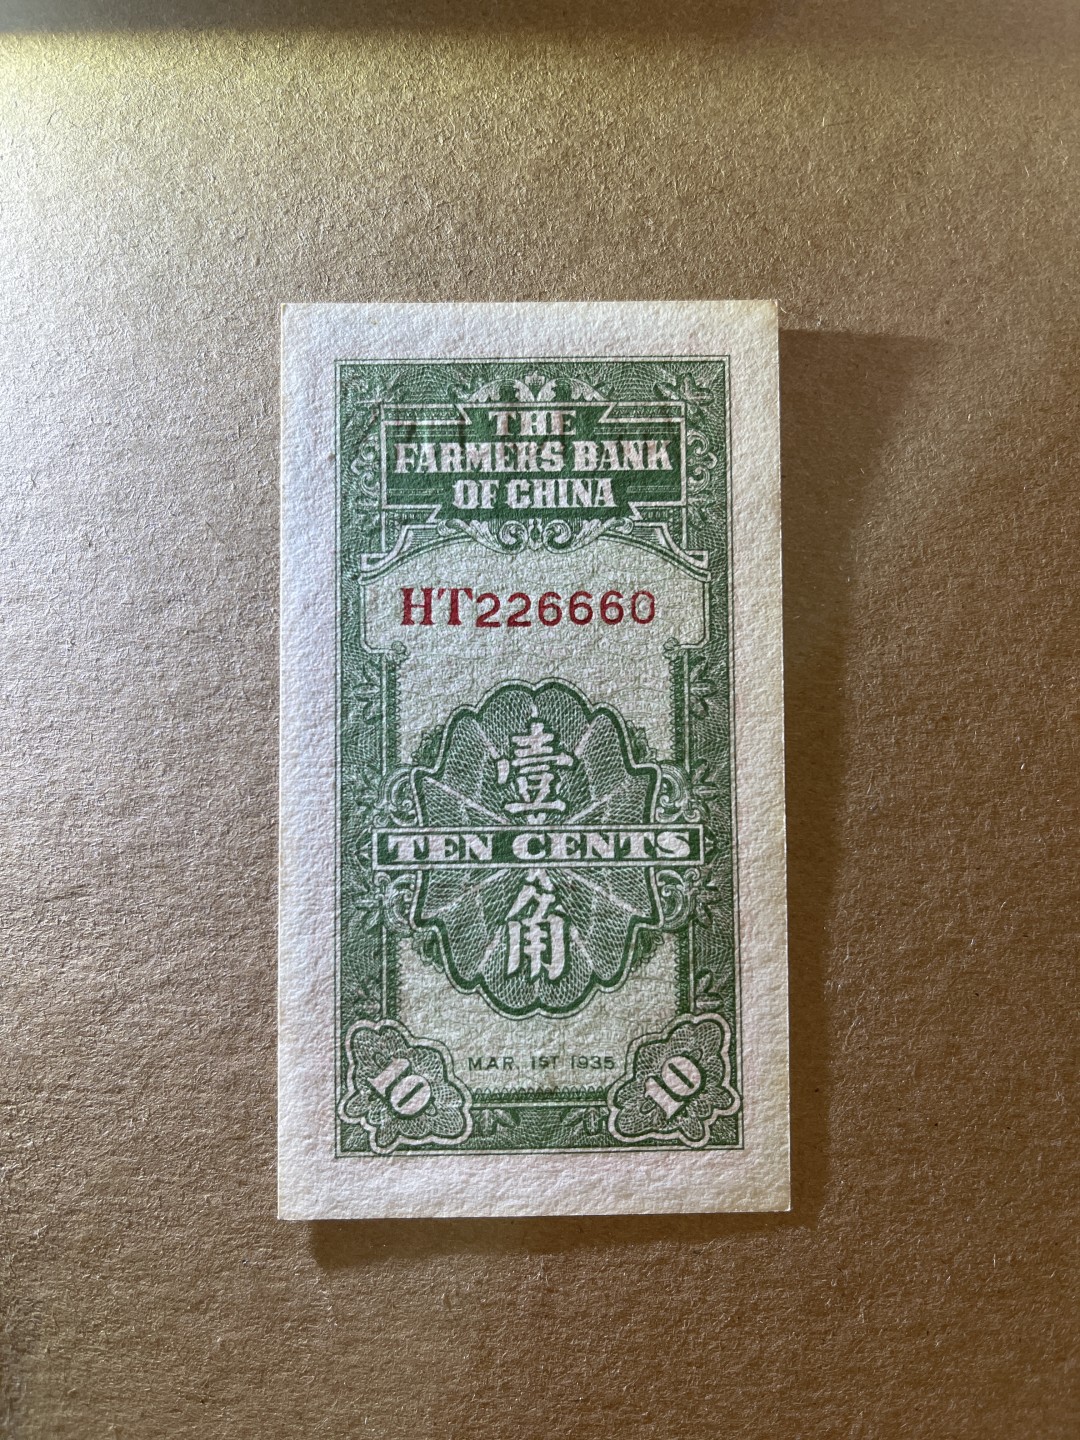 THE
FARMERS BANK
OF CHINA
HT226660
壹
TEN CENTS
角
MAR. 1ST 1935
10
10